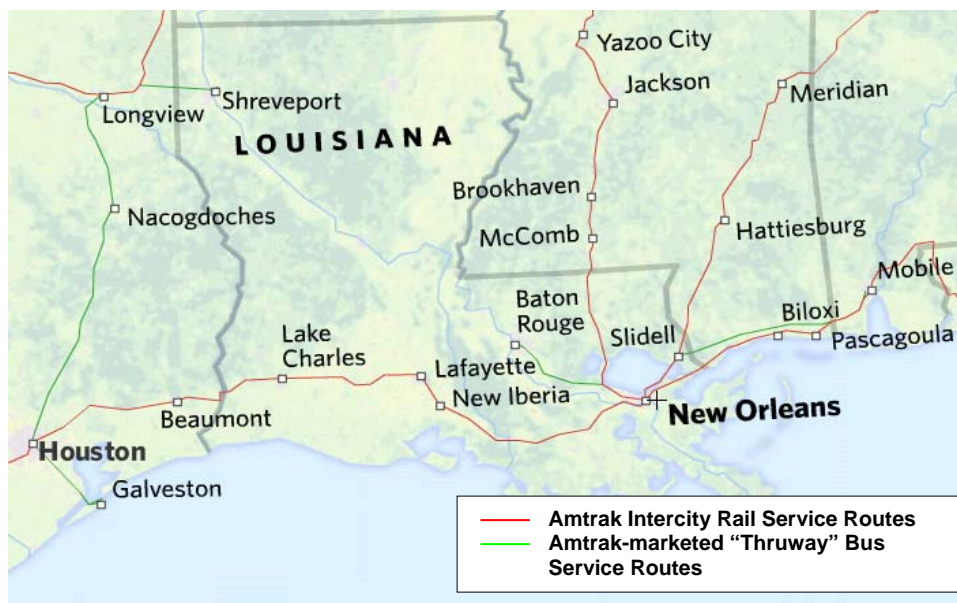 Yazoo City
Jackson
Meridian
Longview
Shreveport
LOUISIANA
Brookhaven
Nacogdoches
McComb
Hattiesburg
Mobile
Baton
Rouge
Biloxi
Slidell
Pascagoula
Lake
Charles
Lafayette
New Iberia
Beaumont
New Orleans
Houston
Galveston
Amtrak Intercity Rail Service Routes
Amtrak-marketed “Thruway” Bus
Service Routes